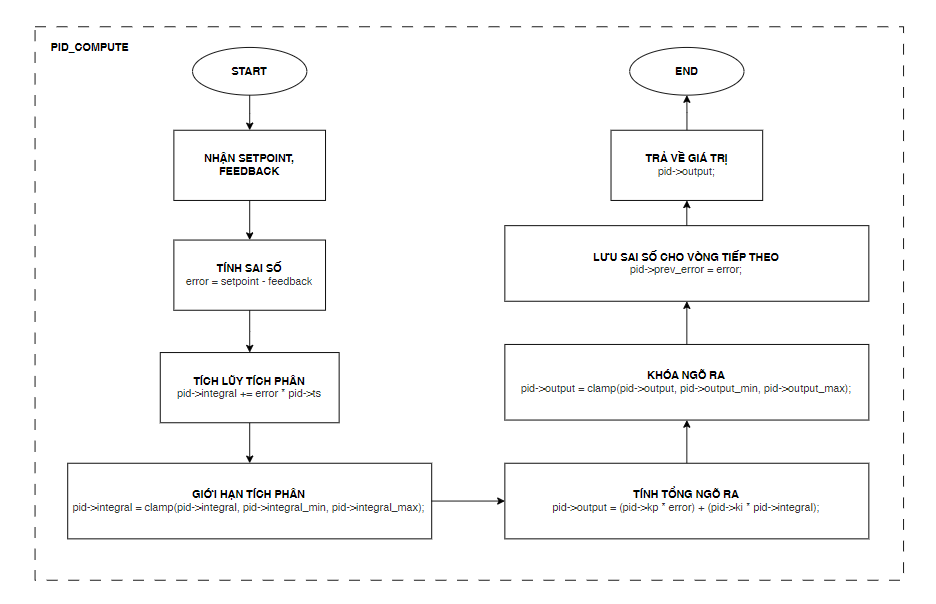 PID_COMPUTE
START
NHẬN SETPOINT,
FEEDBACK
TÍNH SAI SỐ
error = setpoint - feedback
TÍCH LŨY TÍCH PHÂN
pid->integral += error * pid->ts
GIỚI HẠN TÍCH PHÂN
pid->integral = clamp(pid->integral, pid->integral_min, pid->integral_max);
TÍNH TỔNG NGÕ RA
pid->output = (pid->kp * error) + (pid->ki * pid->integral);
KHÓA NGÕ RA
pid->output = clamp(pid->output, pid->output_min, pid->output_max);
LƯU SAI SỐ CHO VÒNG TIẾP THEO
pid->prev_error = error;
TRẢ VỀ GIÁ TRỊ
pid->output;
END